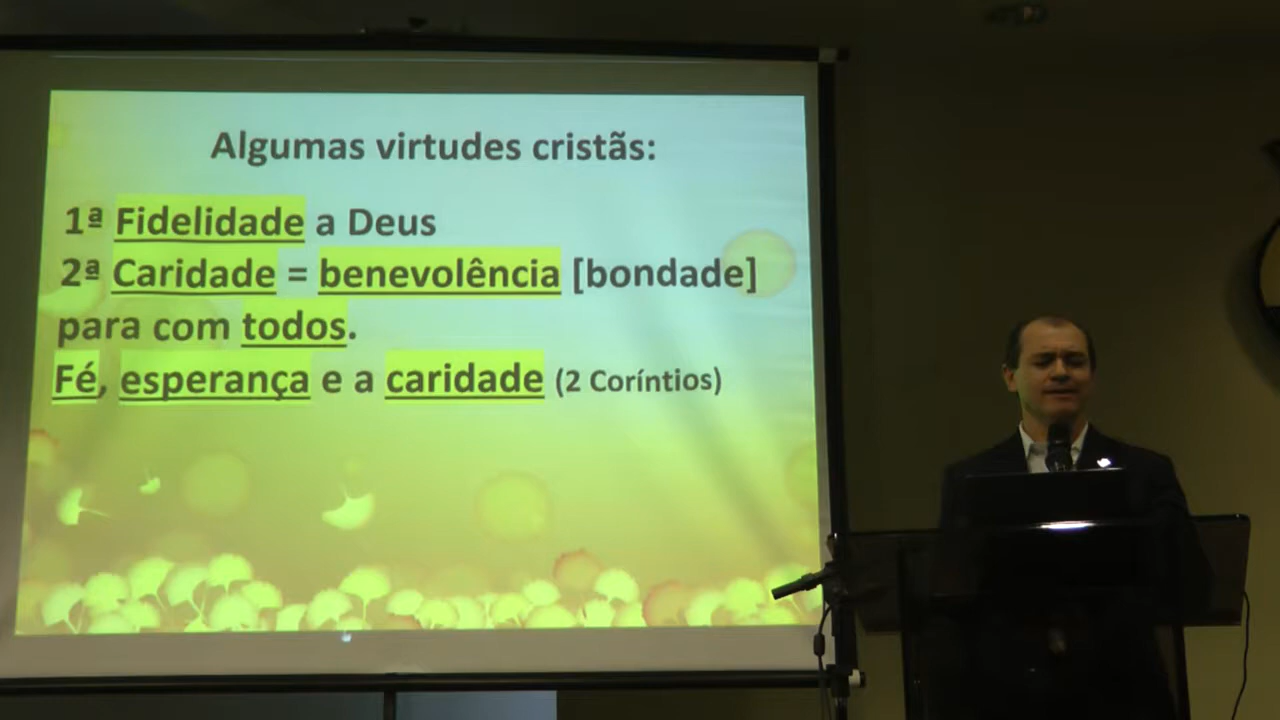 Algumas virtudes cristãs:
1ª Fidelidade a Deus
2ª Caridade = benevolência [bondade]
para com todos.
Fé, esperança e a caridade (2 Coríntios)